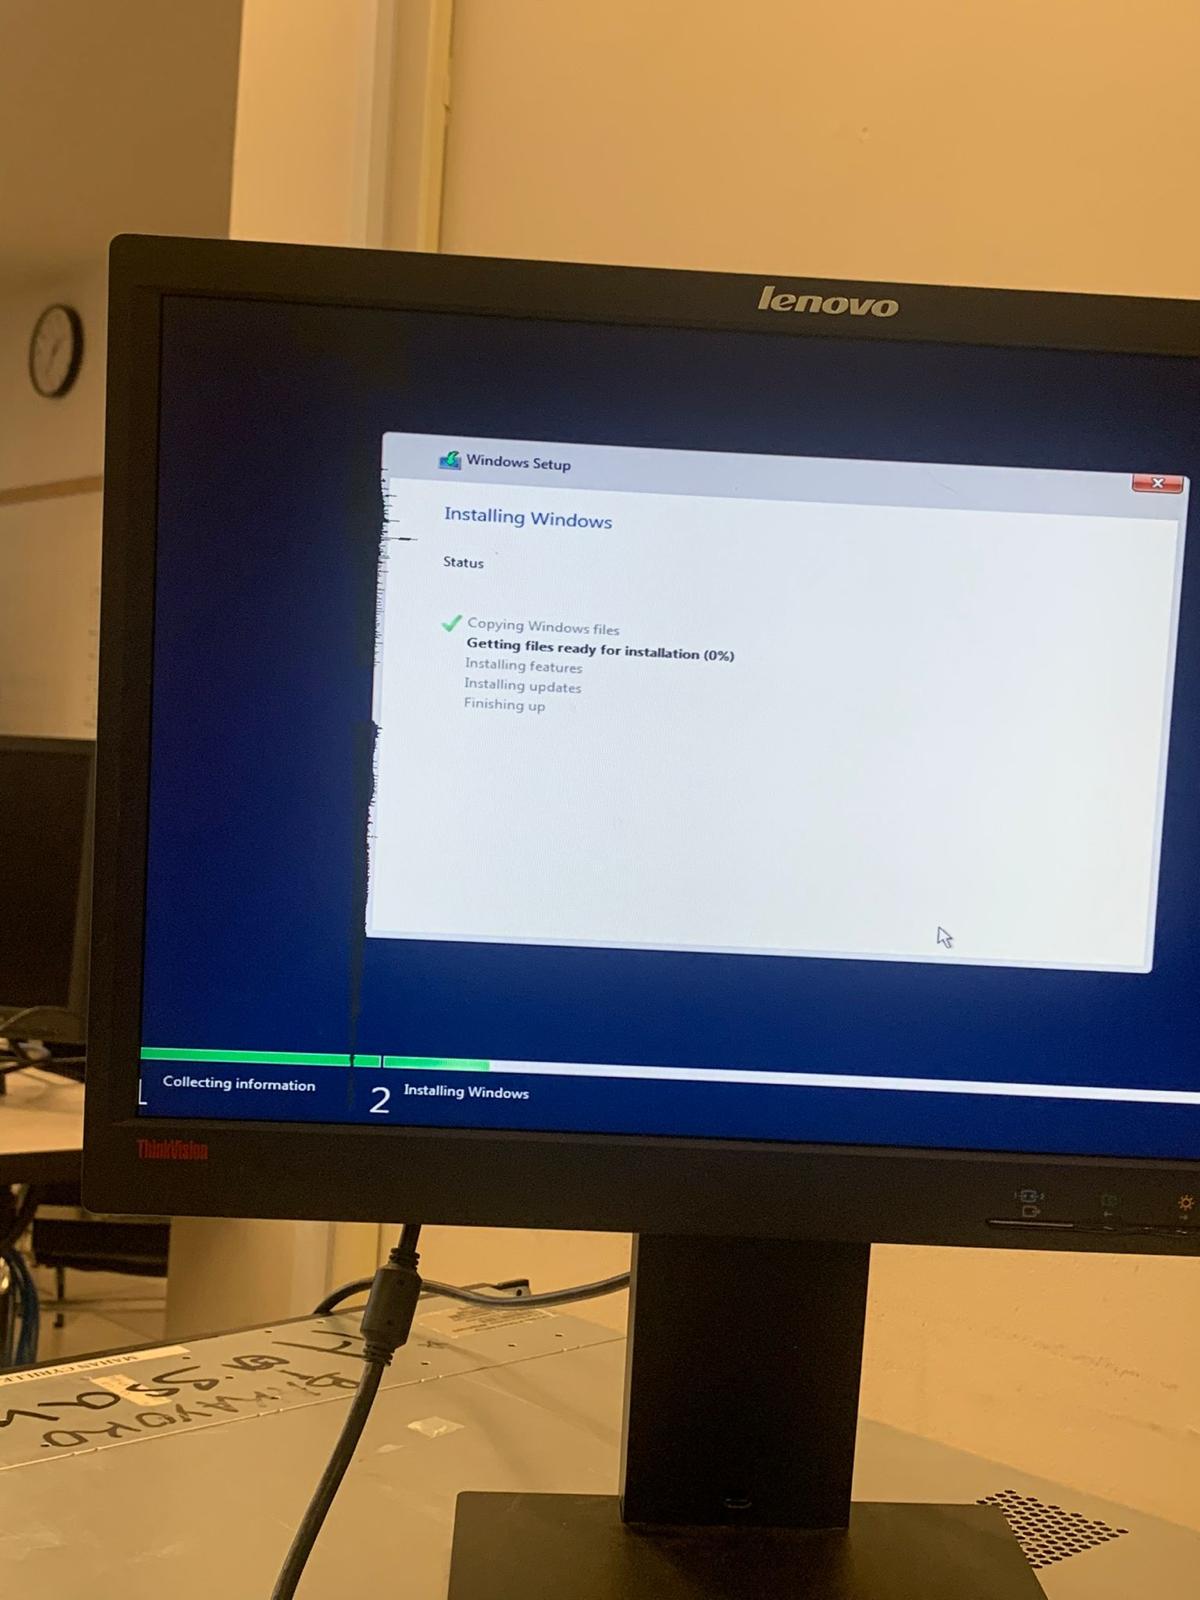 lenovo
Windows Setup
Installing Windows
Status
Copying Windows files
Getting files ready for installation (0%)
Installing features
Installing updates
Finishing up
Collecting information
2 Installing Windows
ThinkVision